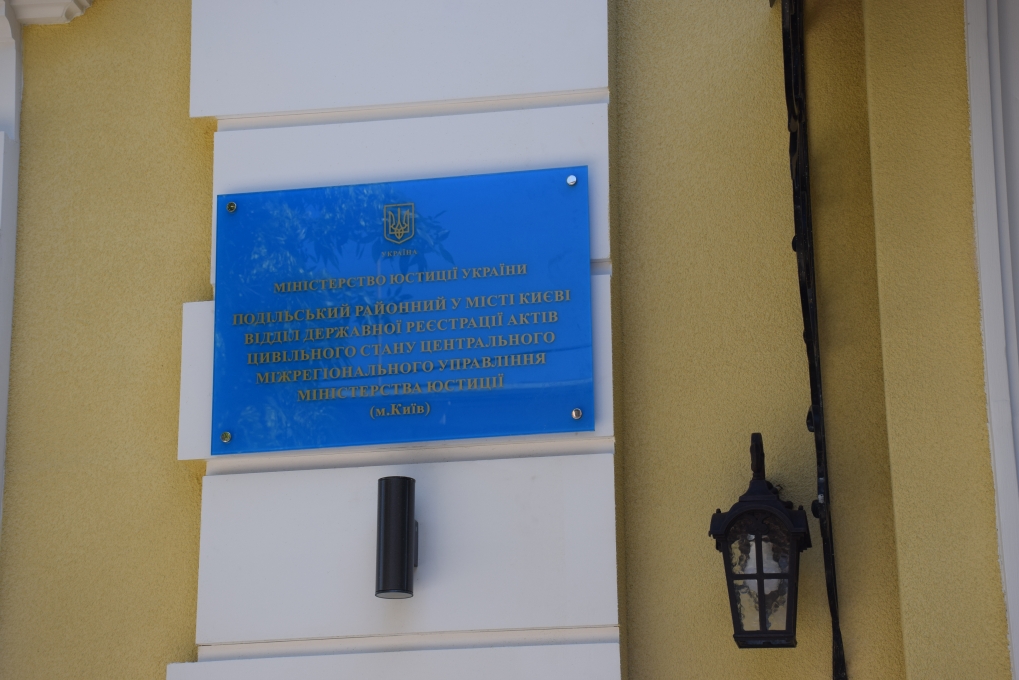 УКРАЇНА
МІНІСТЕРСТВО ЮСТИЦІЇ УКРАЇНИ
ПОДІЛЬСЬКИЙ РАЙОННИЙ У МІСТІ КИЄВІ
ВІДДІЛ ДЕРЖАВНОЇ РЕЄСТРАЦІЇ АКТІВ
ЦИВІЛЬНОГО СТАНУ ЦЕНТРАЛЬНОГО
МІЖРЕГІОНАЛЬНОГО УПРАВЛІННЯ
МІНІСТЕРСТВА ЮСТИЦІЇ
(м.Київ)